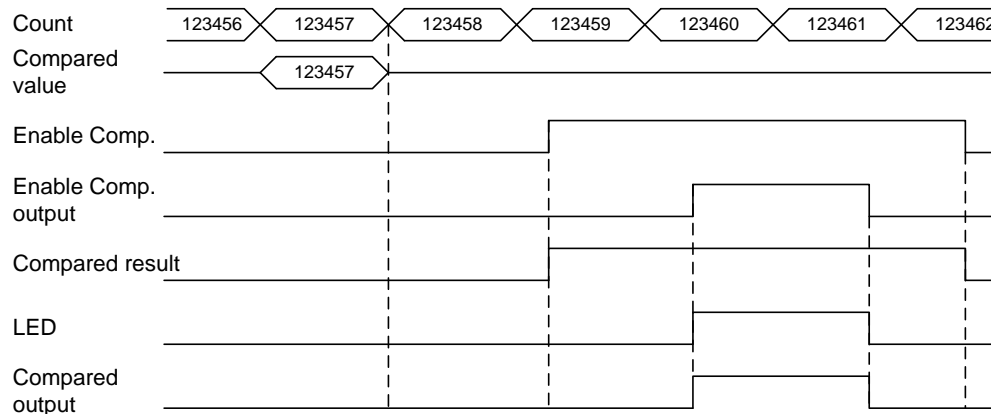 Count 123456 123457 123458 123459 123460 123461 123462
Compared
value 123457
Enable Comp.
Enable Comp.
output
Compared result
LED
Compared
output